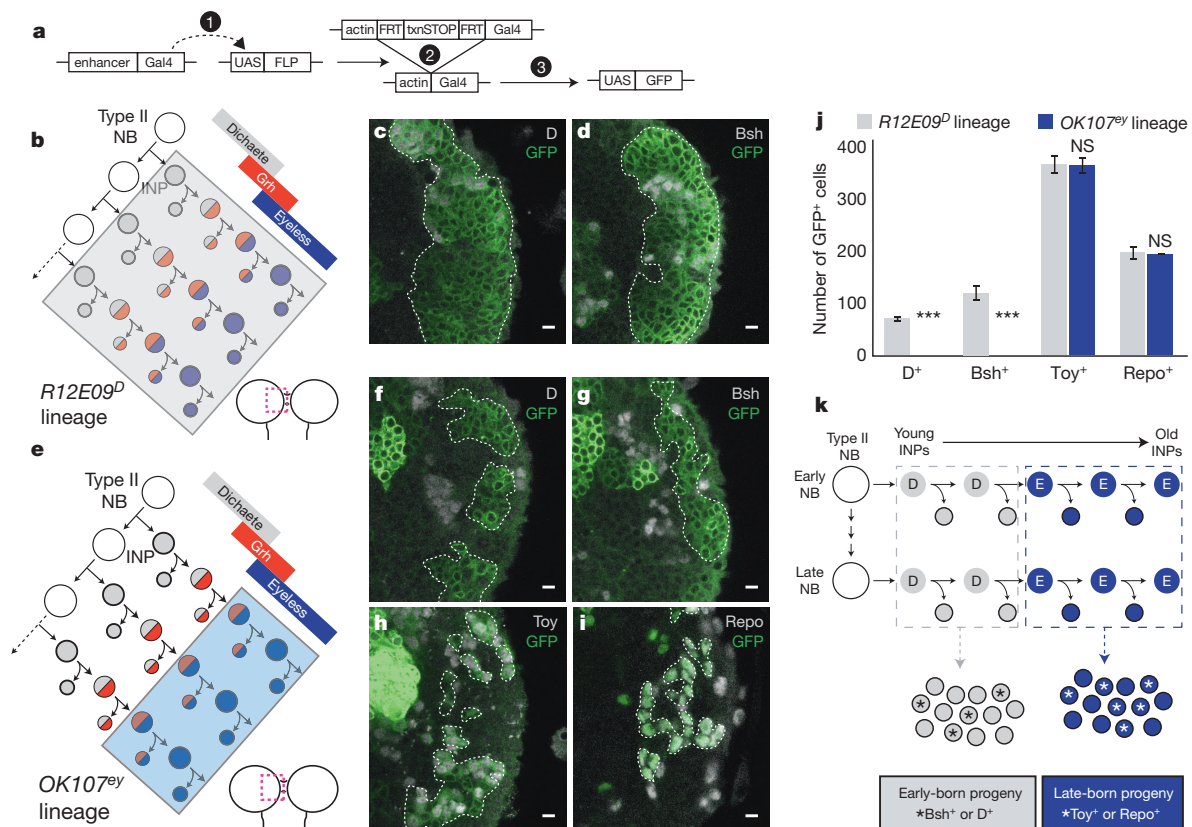 a
1
enhancer Gal4
UAS FLP
actin FRT txnSTOP FRT Gal4
2
actin Gal4
3
UAS GFP
b
Type II
NB
INP
Dichaete
Grh
Eyeless
R12E09ᴰ
lineage
c
D
GFP
d
Bsh
GFP
e
Type II
NB
INP
Dichaete
Grh
Eyeless
OK107ᵉʸ
lineage
f
D
GFP
g
Bsh
GFP
h
Toy
GFP
i
Repo
GFP
j
R12E09ᴰ lineage
OK107ᵉʸ lineage
Number of GFP⁺ cells
400
300
200
100
0
***
***
NS
NS
D⁺
Bsh⁺
Toy⁺
Repo⁺
k
Type II
NB
Young
INPs
Old
INPs
Early
NB
D D E E E
Late
NB
D D E E E
* * * *
* * * * * *
Early-born progeny
*Bsh⁺ or D⁺
Late-born progeny
*Toy⁺ or Repo⁺